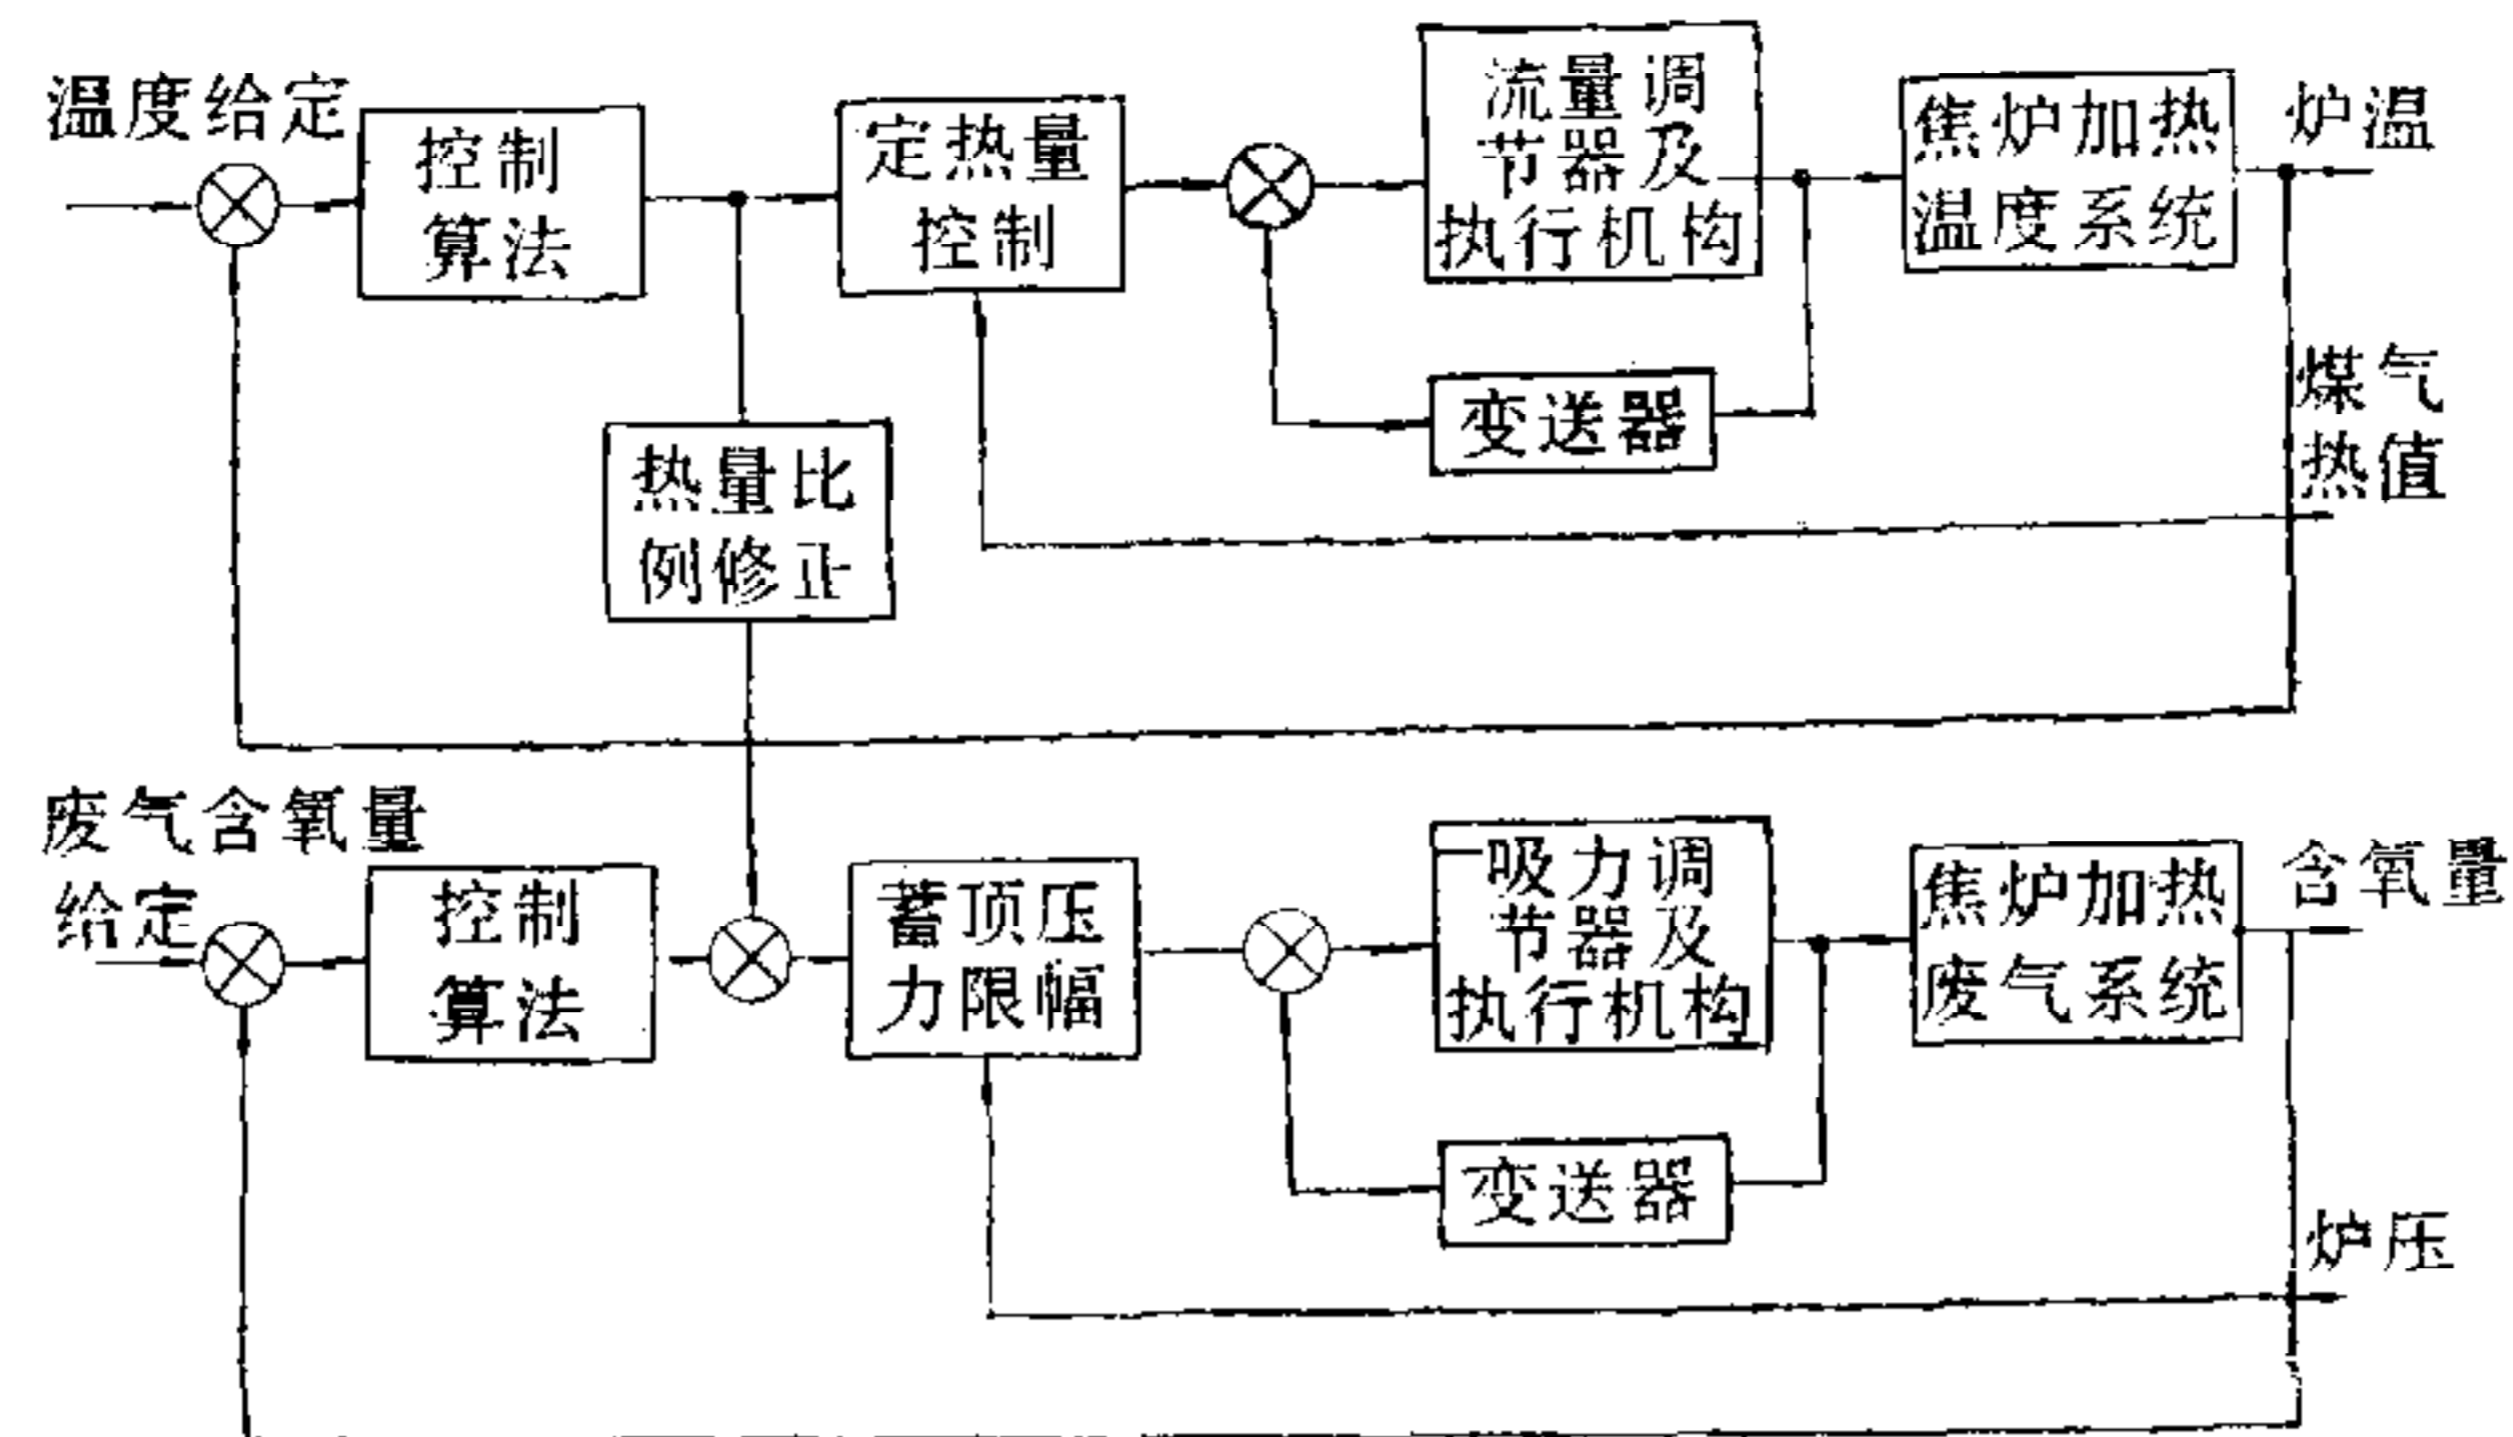 温度给定
控制
算法
定热量
控制
流量调
节器及
执行机构
焦炉加热
温度系统
炉温
变送器
煤气
热值
热量比
例修正
废气含氧量
给定
控制
算法
蓄顶压
力限幅
吸力调
节器及
执行机构
焦炉加热
废气系统
含氧量
变送器
炉压